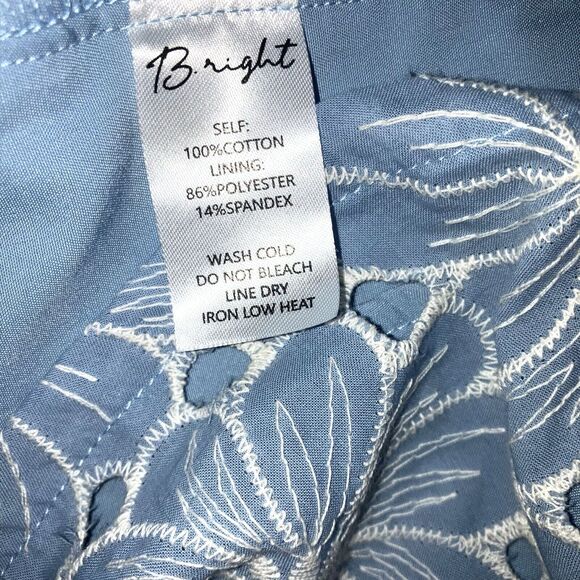 B.right
SELF:
100%COTTON
LINING:
86%POLYESTER
14%SPANDEX
WASH COLD
DO NOT BLEACH
LINE DRY
IRON LOW HEAT